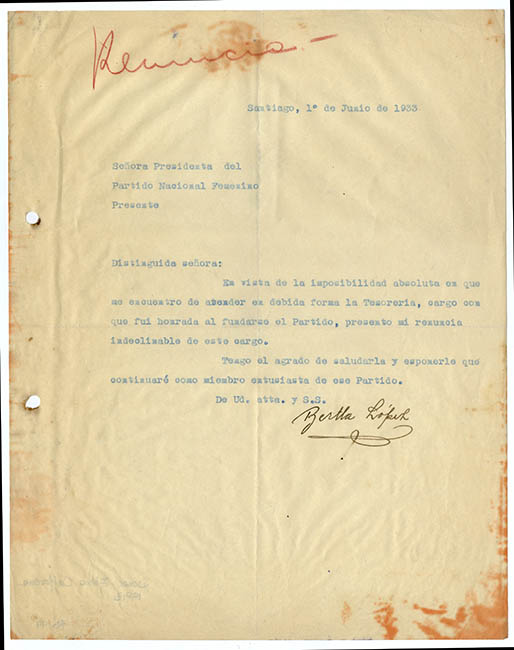 Renuncia.-
Santiago, 1º de Junio de 1933
Señora Presidenta del
Partido Nacional Femenino
Presente
Distinguida señora:
En vista de la imposibilidad absoluta en que
me encuentro de atender en debida forma la Tesoreria, cargo con
que fui honrada al fundarse el Partido, presento mi renuncia
indeclinable de este cargo.
Tengo el agrado de saludarla y esponerle que
continuaré como miembro entusiasta de ese Partido.
De Ud. atta. y S.S.
Bertha López